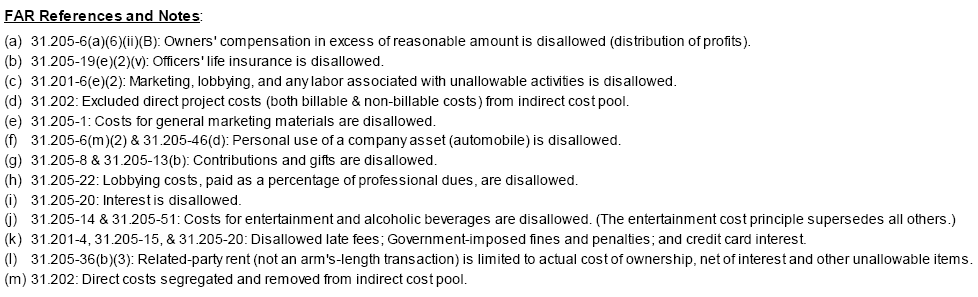 FAR References and Notes:
(a) 31.205-6(a)(6)(ii)(B): Owners' compensation in excess of reasonable amount is disallowed (distribution of profits).
(b) 31.205-19(e)(2)(v): Officers' life insurance is disallowed.
(c) 31.201-6(e)(2): Marketing, lobbying, and any labor associated with unallowable activities is disallowed.
(d) 31.202: Excluded direct project costs (both billable & non-billable costs) from indirect cost pool.
(e) 31.205-1: Costs for general marketing materials are disallowed.
(f) 31.205-6(m)(2) & 31.205-46(d): Personal use of a company asset (automobile) is disallowed.
(g) 31.205-8 & 31.205-13(b): Contributions and gifts are disallowed.
(h) 31.205-22: Lobbying costs, paid as a percentage of professional dues, are disallowed.
(i) 31.205-20: Interest is disallowed.
(j) 31.205-14 & 31.205-51: Costs for entertainment and alcoholic beverages are disallowed. (The entertainment cost principle supersedes all others.)
(k) 31.201-4, 31.205-15, & 31.205-20: Disallowed late fees; Government-imposed fines and penalties; and credit card interest.
(l) 31.205-36(b)(3): Related-party rent (not an arm's-length transaction) is limited to actual cost of ownership, net of interest and other unallowable items.
(m) 31.202: Direct costs segregated and removed from indirect cost pool.